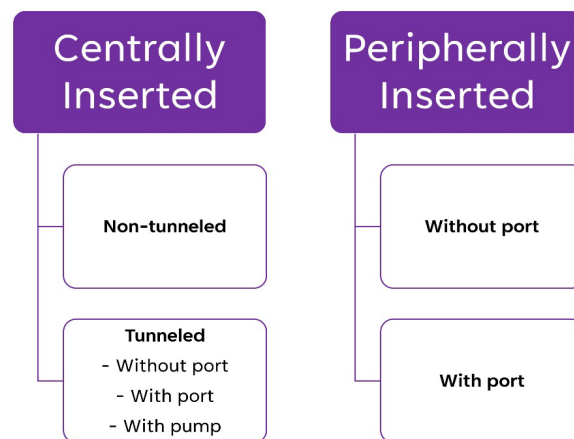 Centrally
Inserted
Non-tunneled
Tunneled
- Without port
- With port
- With pump
Peripherally
Inserted
Without port
With port